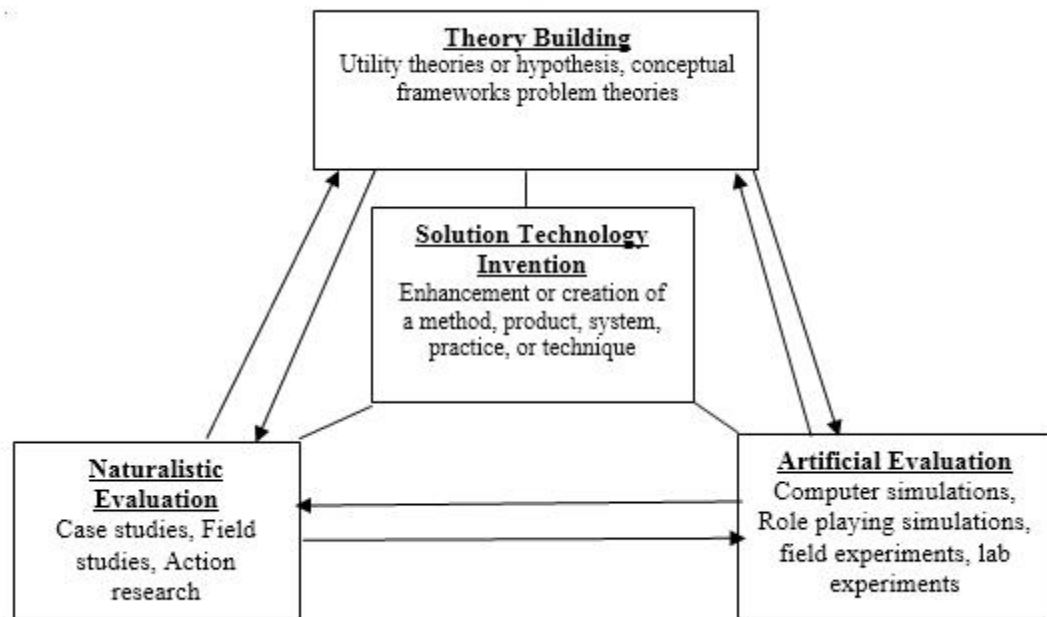 Theory Building
Utility theories or hypothesis, conceptual
frameworks problem theories
Solution Technology
Invention
Enhancement or creation of
a method, product, system,
practice, or technique
Naturalistic
Evaluation
Case studies, Field
studies, Action
research
Artificial Evaluation
Computer simulations,
Role playing simulations,
field experiments, lab
experiments